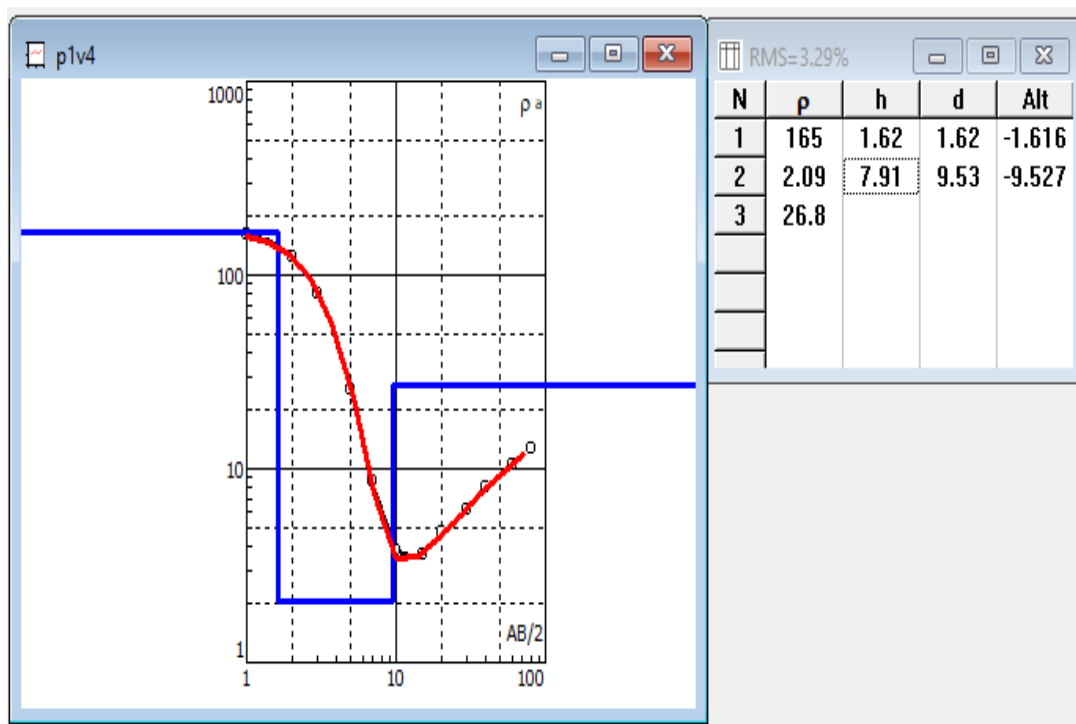 p1v4
1000
ρ a
100
10
1
AB/2
1 10 100
RMS=3.29%
N ρ h d Alt
1 165 1.62 1.62 -1.616
2 2.09 7.91 9.53 -9.527
3 26.8